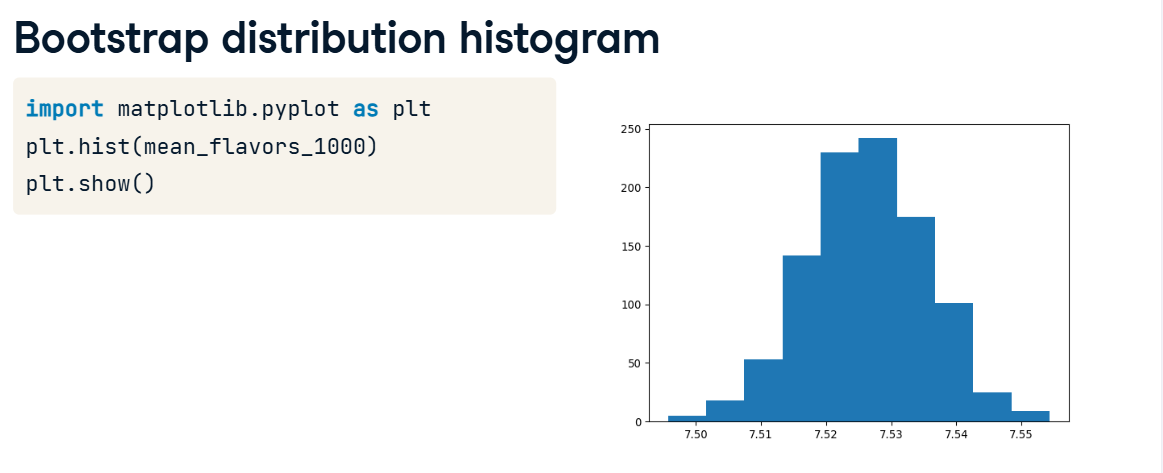 Bootstrap distribution histogram
import matplotlib.pyplot as plt
plt.hist(mean_flavors_1000)
plt.show()
250
200
150
100
50
0
7.50 7.51 7.52 7.53 7.54 7.55